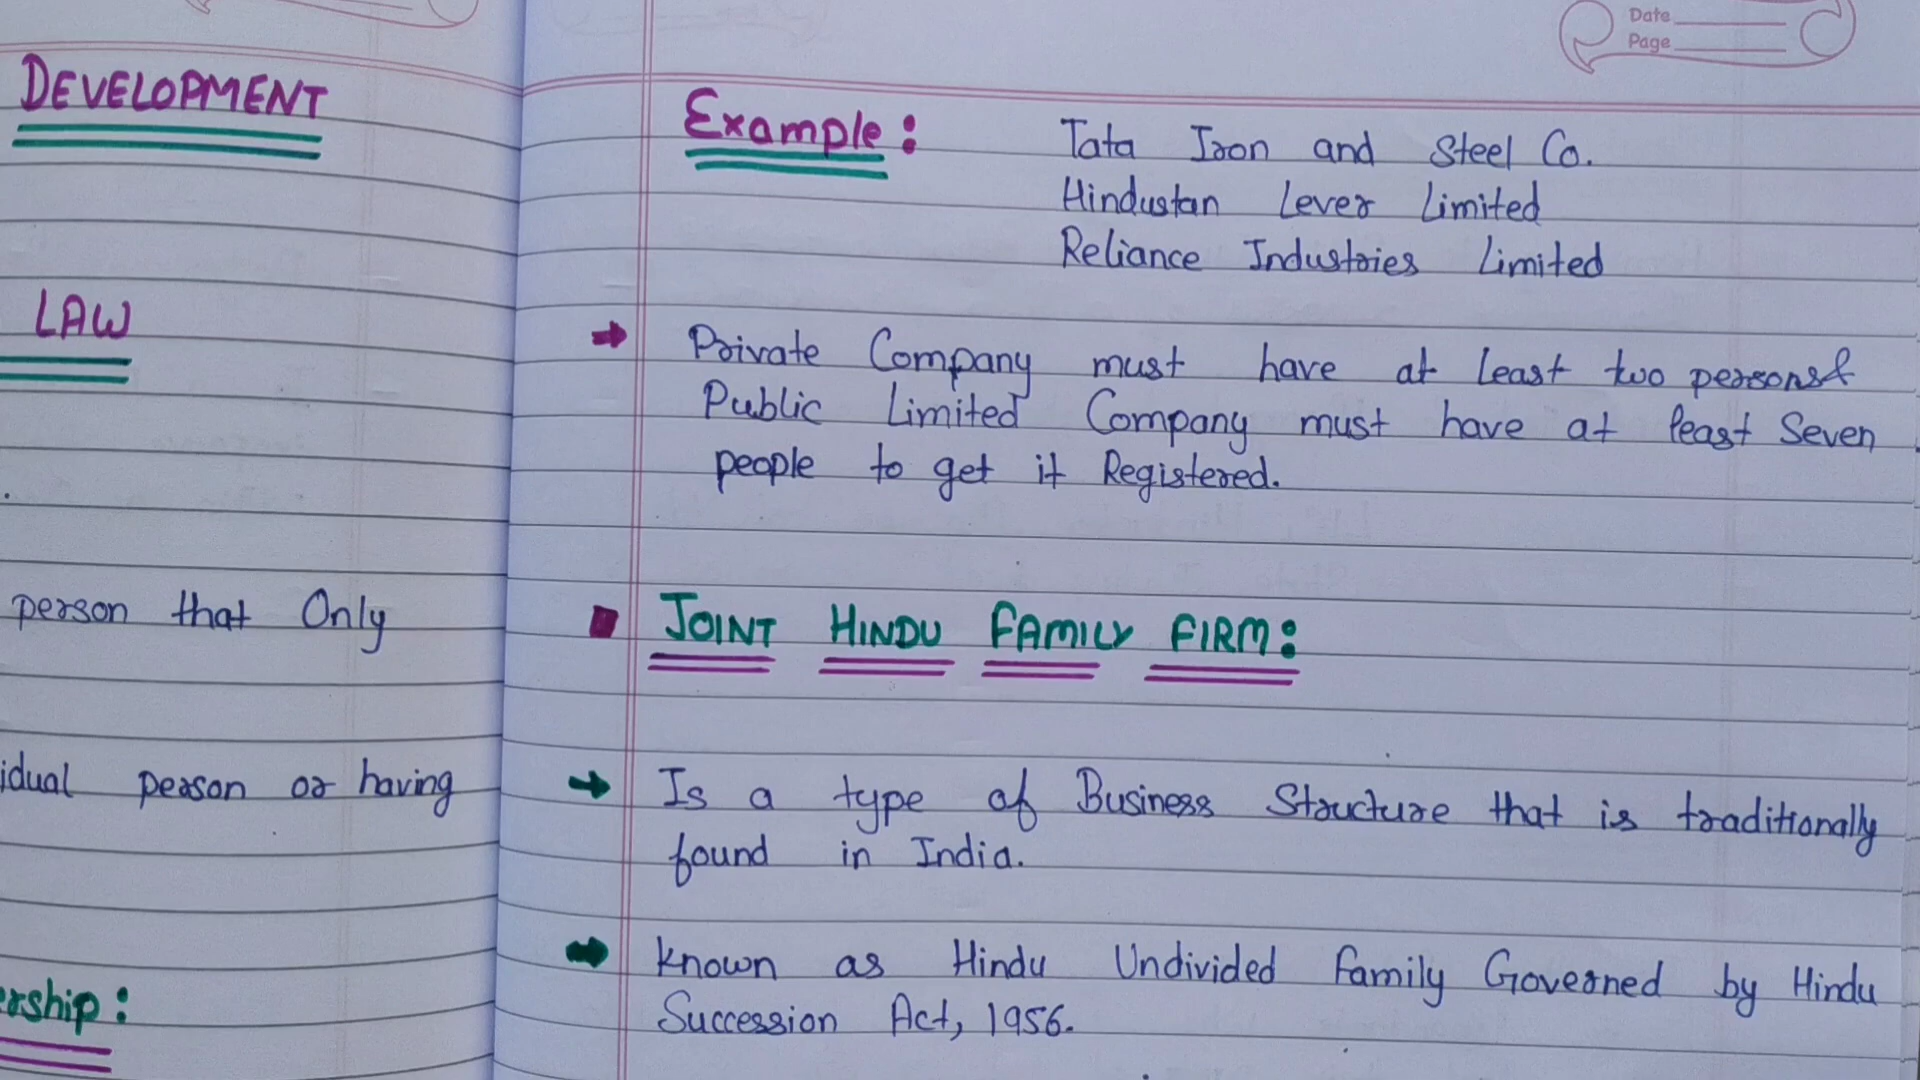 DEVELOPMENT
LAW
person that Only
idual person or having
ership:
Date
Page
Example: Tata Iron and Steel Co.
Hindustan Lever Limited
Reliance Industries Limited
Private Company must have at least two persons &
Public Limited Company must have at least Seven
people to get it Registered.
JOINT HINDU FAMILY FIRM:
Is a type of Business Structure that is traditionally
found in India.
Known as Hindu Undivided Family Governed by Hindu
Succession Act, 1956.